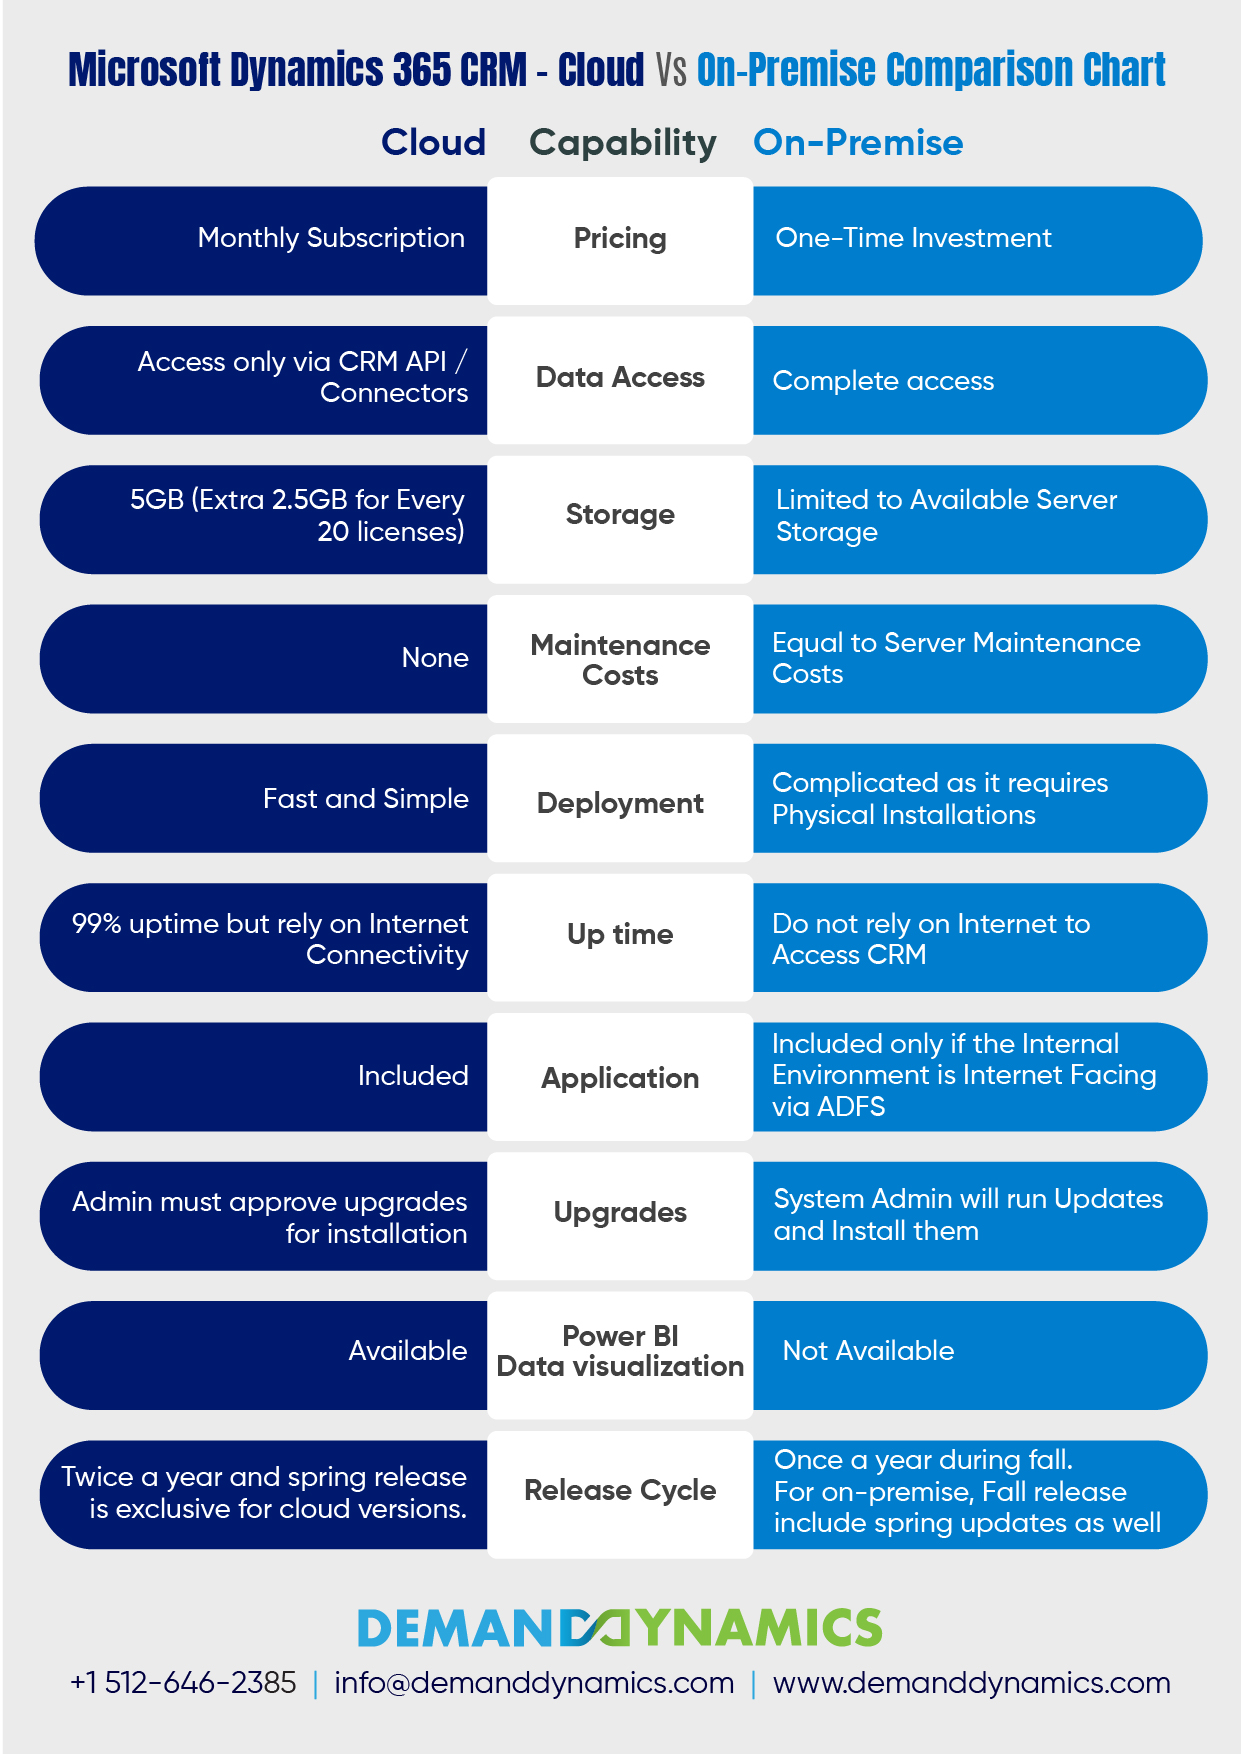 Microsoft Dynamics 365 CRM - Cloud Vs On-Premise Comparison Chart
Cloud Capability On-Premise
Monthly Subscription
Pricing
One-Time Investment
Access only via CRM API /
Connectors
Data Access
Complete access
5GB (Extra 2.5GB for Every
20 licenses)
Storage
Limited to Available Server
Storage
None
Maintenance
Costs
Equal to Server Maintenance
Costs
Fast and Simple
Deployment
Complicated as it requires
Physical Installations
99% uptime but rely on Internet
Connectivity
Up time
Do not rely on Internet to
Access CRM
Included
Application
Included only if the Internal
Environment is Internet Facing
via ADFS
Admin must approve upgrades
for installation
Upgrades
System Admin will run Updates
and Install them
Available
Power BI
Data visualization
Not Available
Twice a year and spring release
is exclusive for cloud versions.
Release Cycle
Once a year during fall.
For on-premise, Fall release
include spring updates as well
DEMANDDYNAMICS
+1 512-646-2385 | info@demanddynamics.com | www.demanddynamics.com